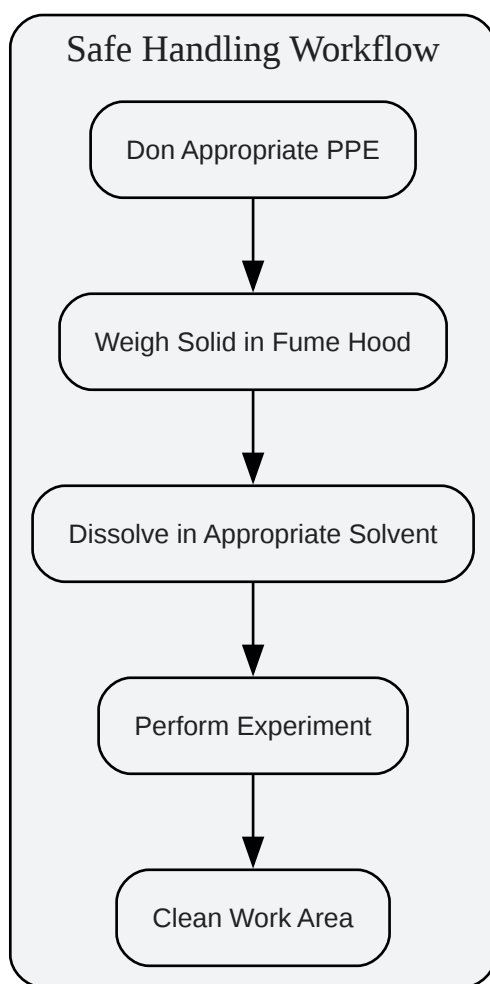 Safe Handling Workflow
Don Appropriate PPE
Weigh Solid in Fume Hood
Dissolve in Appropriate Solvent
Perform Experiment
Clean Work Area